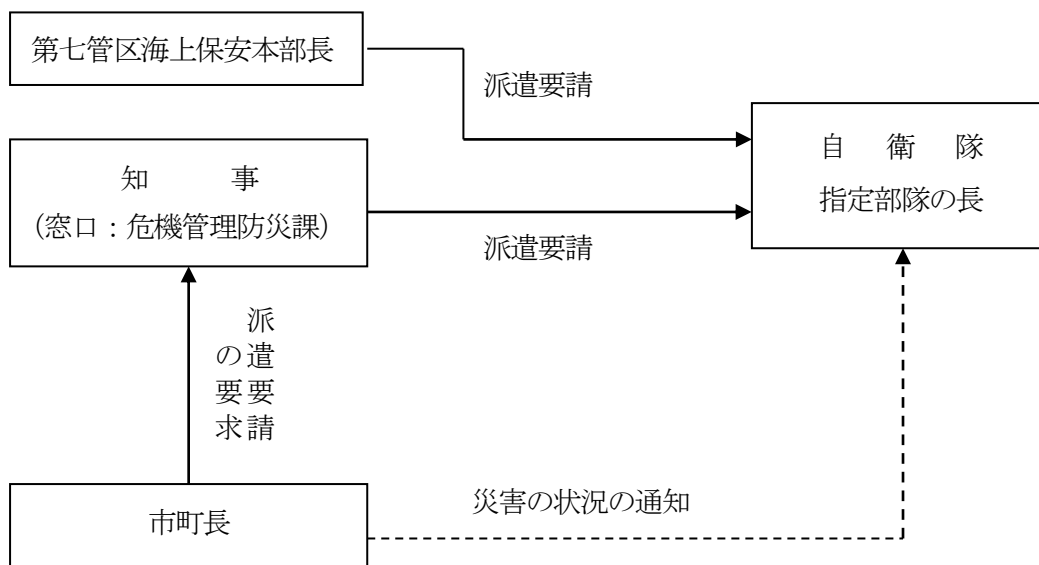 第七管区海上保安本部長
派遣要請
自　衛　隊
指定部隊の長
知　　事
（窓口：危機管理防災課）
派遣要請
派遣要請
の要求
災害の状況の通知
市町長